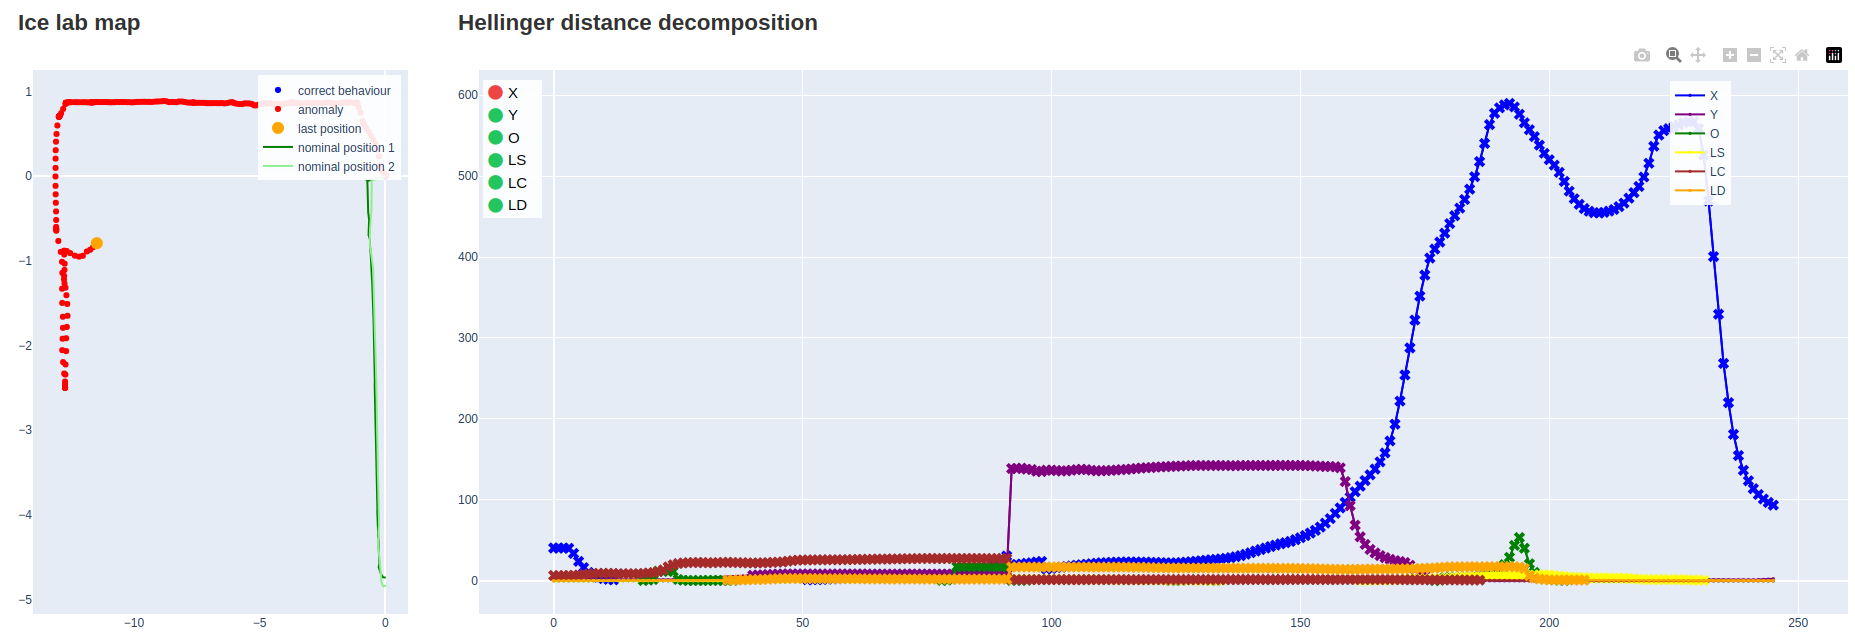 Ice lab map
Hellinger distance decomposition
1
0
−1
−2
−3
−4
−5
−10
−5
0
correct behaviour
anomaly
last position
nominal position 1
nominal position 2
600
500
400
300
200
100
0
0
50
100
150
200
250
X
Y
O
LS
LC
LD
X
Y
O
LS
LC
LD